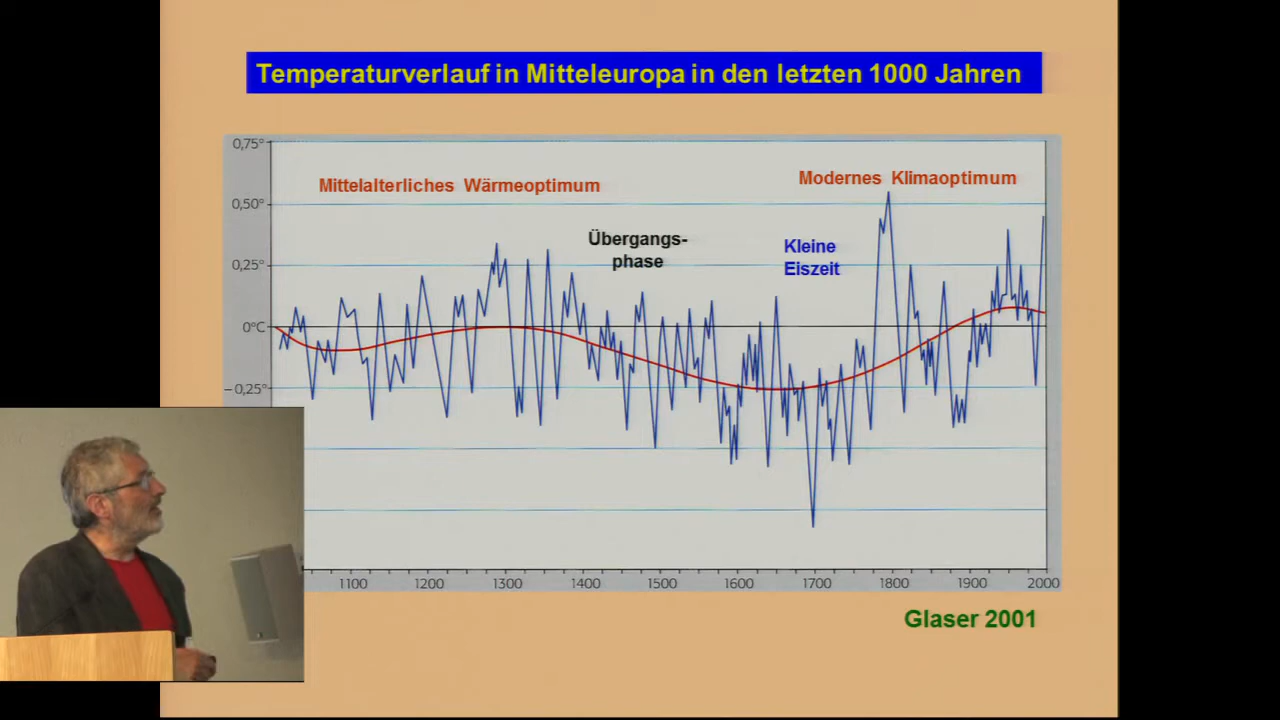 Temperaturverlauf in Mitteleuropa in den letzten 1000 Jahren
0,75°
Mittelalterliches Wärmeoptimum
Modernes Klimaoptimum
0,50°
Übergangs-
phase
Kleine
Eiszeit
0,25°
0°C
−0,25°
1100 1200 1300 1400 1500 1600 1700 1800 1900 2000
Glaser 2001